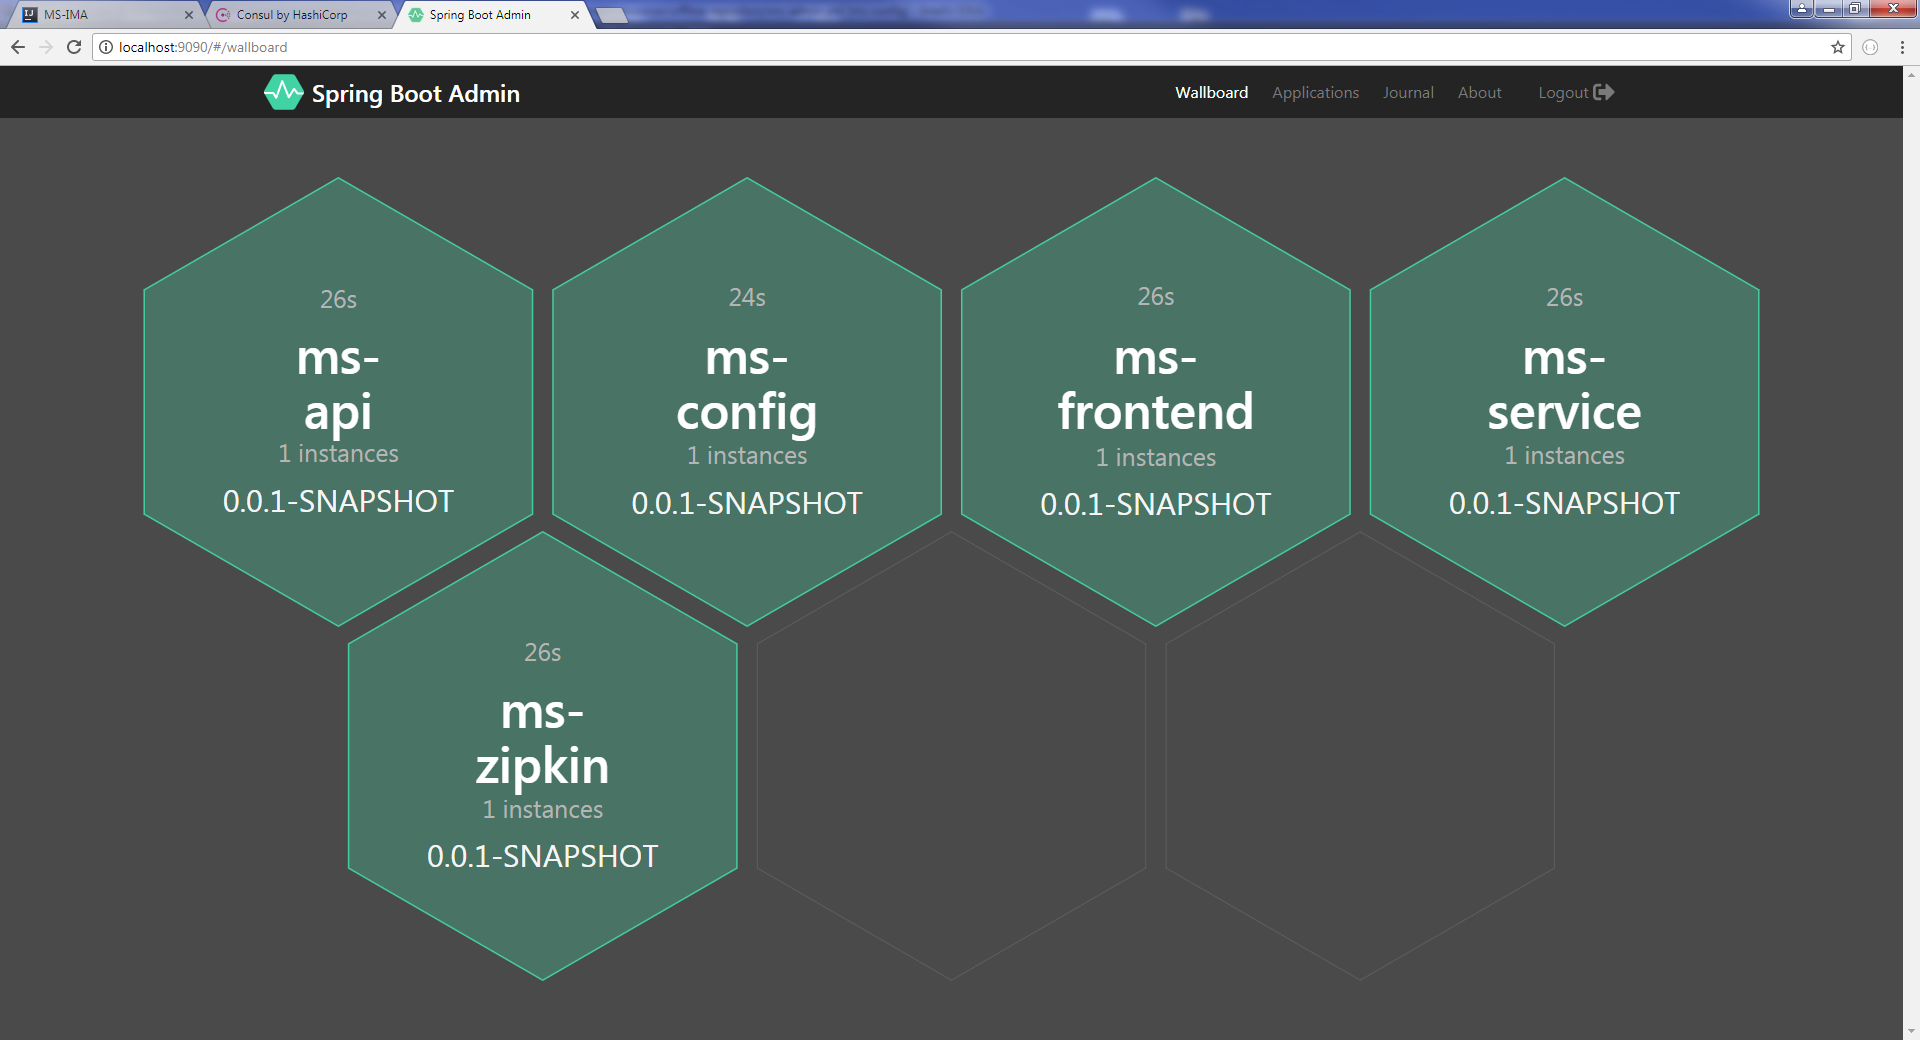 MS-IMA
Consul by HashiCorp
Spring Boot Admin
localhost:9090/#/wallboard
Spring Boot Admin
Wallboard
Applications
Journal
About
Logout
26s
ms-
api
1 instances
0.0.1-SNAPSHOT
24s
ms-
config
1 instances
0.0.1-SNAPSHOT
26s
ms-
frontend
1 instances
0.0.1-SNAPSHOT
26s
ms-
service
1 instances
0.0.1-SNAPSHOT
26s
ms-
zipkin
1 instances
0.0.1-SNAPSHOT